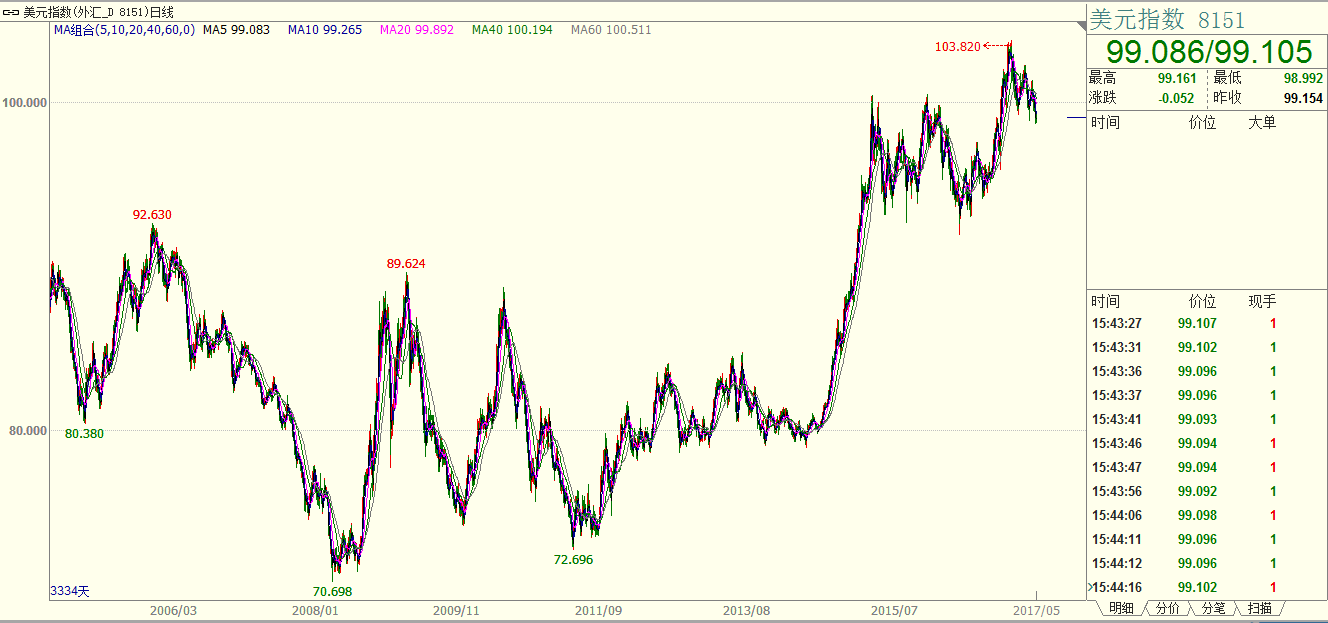 美元指数(外汇_D 8151)日线
MA组合(5,10,20,40,60,0) MA5 99.083 MA10 99.265 MA20 99.892 MA40 100.194 MA60 100.511
103.820
100.000
92.630
89.624
80.000
80.380
72.696
70.698
3334天
2006/03 2008/01 2009/11 2011/09 2013/08 2015/07 2017/05
美元指数 8151
99.086/99.105
最高 99.161 最低 98.992
涨跌 -0.052 昨收 99.154
时间 价位 大单
时间 价位 现手
15:43:27 99.107 1
15:43:31 99.102 1
15:43:36 99.096 1
15:43:37 99.096 1
15:43:41 99.093 1
15:43:46 99.094 1
15:43:47 99.094 1
15:43:56 99.092 1
15:44:06 99.098 1
15:44:11 99.096 1
15:44:12 99.096 1
15:44:16 99.102 1
明细 分价 分笔 扫描